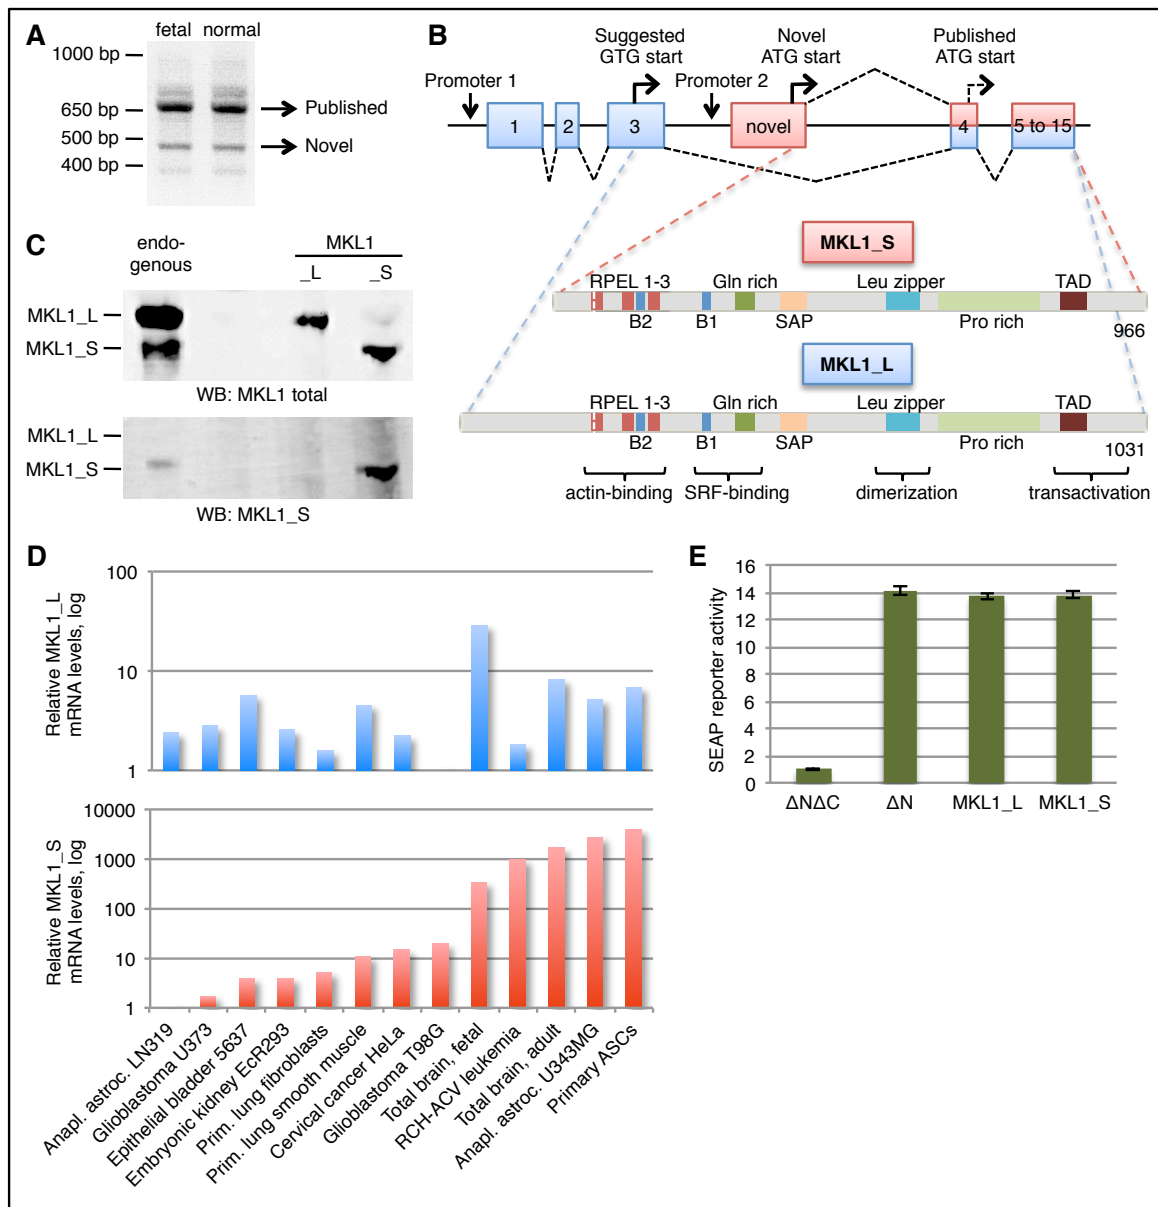 A
fetal normal
1000 bp
650 bp
500 bp
400 bp
Published
Novel
B
Suggested
GTG start
Novel
ATG start
Published
ATG start
Promoter 1
Promoter 2
1
2
3
novel
4
5 to 15
MKL1_S
RPEL 1-3
Gln rich
Leu zipper
TAD
B2
B1
SAP
Pro rich
966
MKL1_L
RPEL 1-3
Gln rich
Leu zipper
TAD
B2
B1
SAP
Pro rich
1031
actin-binding
SRF-binding
dimerization
transactivation
C
endo-
genous
MKL1
_L
_S
MKL1_L
MKL1_S
WB: MKL1 total
MKL1_L
MKL1_S
WB: MKL1_S
D
Relative MKL1_L
mRNA levels, log
100
10
1
Relative MKL1_S
mRNA levels, log
10000
1000
100
10
1
Anapl. astroc. LN319
Glioblastoma U373
Epithelial bladder 5637
Embryonic kidney EcR293
Prim. lung fibroblasts
Prim. lung smooth muscle
Cervical cancer HeLa
Glioblastoma T98G
Total brain, fetal
RCH-ACV leukemia
Total brain, adult
Anapl. astroc. U343MG
Primary ASCs
E
SEAP reporter activity
16
14
12
10
8
6
4
2
0
ΔNΔC
ΔN
MKL1_L
MKL1_S